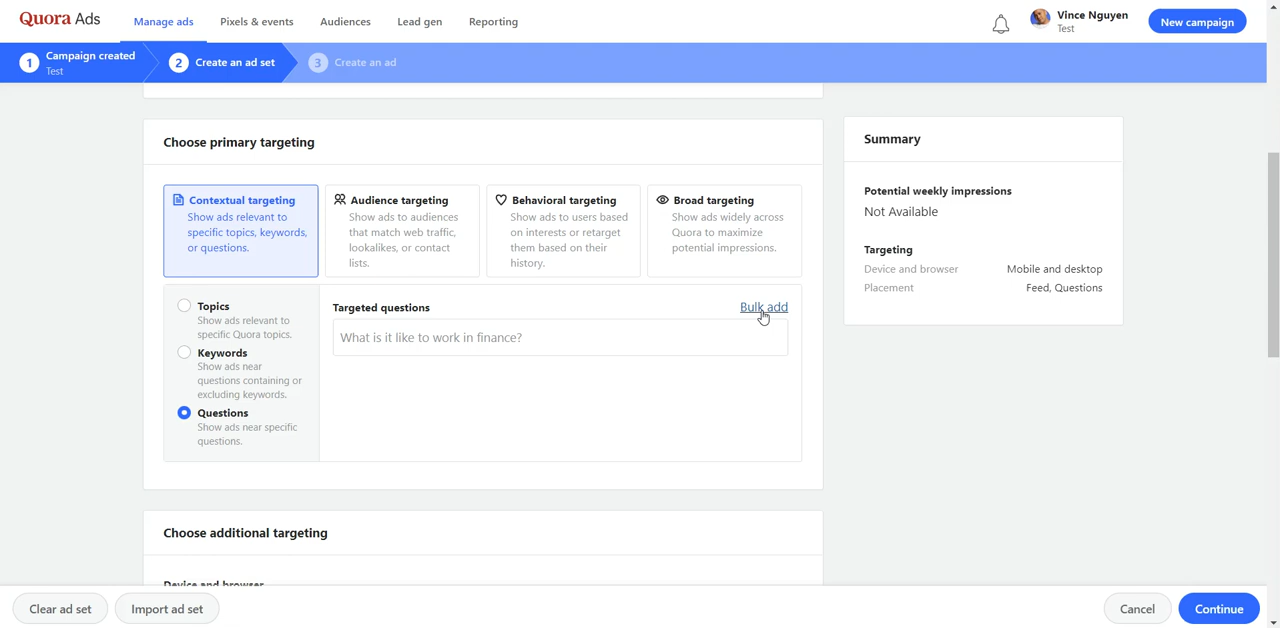 Quora Ads
Manage ads
Pixels & events
Audiences
Lead gen
Reporting
Vince Nguyen
Test
New campaign
1
Campaign created
Test
2
Create an ad set
3
Create an ad
Choose primary targeting
Contextual targeting
Show ads relevant to
specific topics, keywords,
or questions.
Audience targeting
Show ads to audiences
that match web traffic,
lookalikes, or contact
lists.
Behavioral targeting
Show ads to users based
on interests or retarget
them based on their
history.
Broad targeting
Show ads widely across
Quora to maximize
potential impressions.
Topics
Show ads relevant to
specific Quora topics.
Keywords
Show ads near
questions containing or
excluding keywords.
Questions
Show ads near specific
questions.
Targeted questions
Bulk add
What is it like to work in finance?
Summary
Potential weekly impressions
Not Available
Targeting
Device and browser
Mobile and desktop
Placement
Feed, Questions
Choose additional targeting
Device and browser
Clear ad set
Import ad set
Cancel
Continue